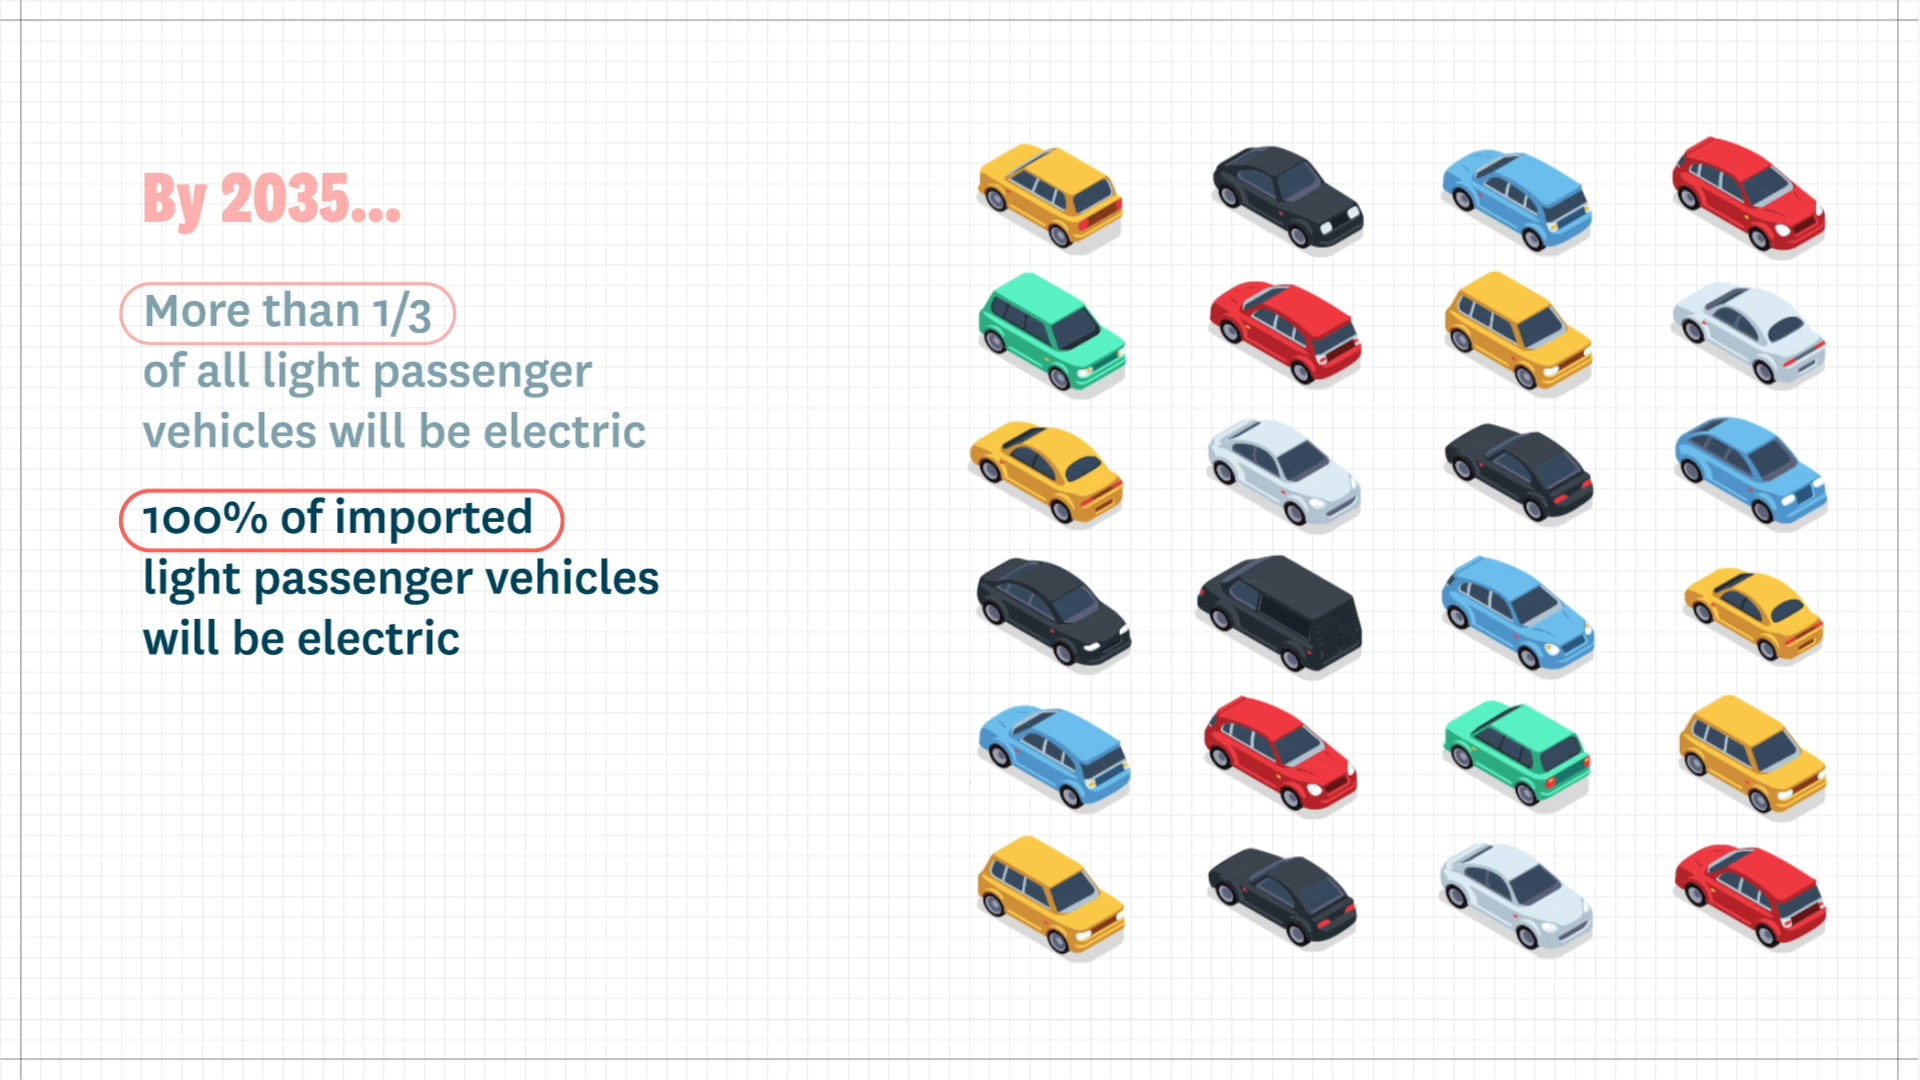 By 2035...
More than 1/3
of all light passenger
vehicles will be electric
100% of imported
light passenger vehicles
will be electric